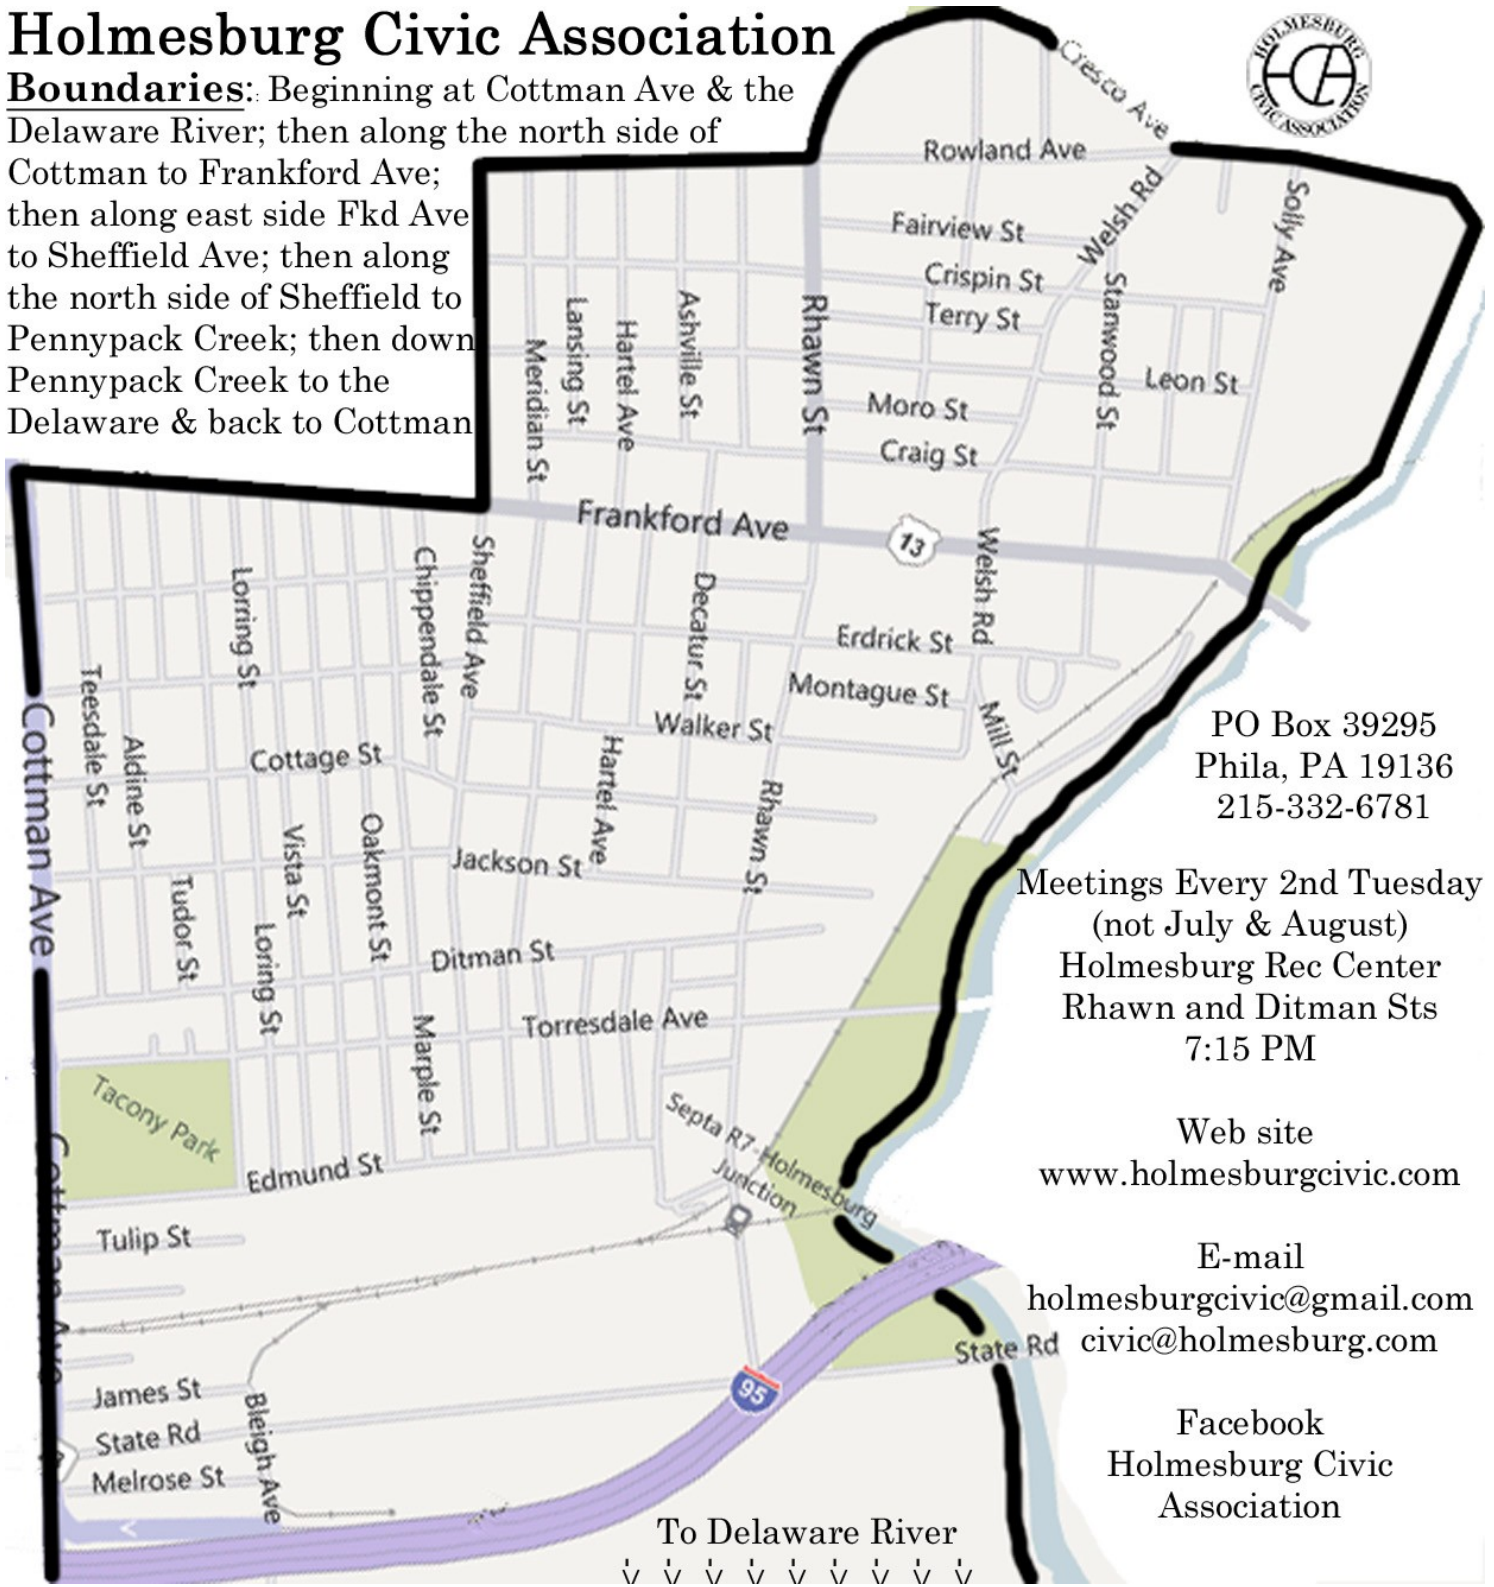 Holmesburg Civic Association
Boundaries:: Beginning at Cottman Ave & the
Delaware River; then along the north side of
Cottman to Frankford Ave;
then along east side Fkd Ave
to Sheffield Ave; then along
the north side of Sheffield to
Pennypack Creek; then down
Pennypack Creek to the
Delaware & back to Cottman
HOLMESBURG
HCA
CIVIC ASSOCIATION
Cresco Ave
Rowland Ave
Welsh Rd
Solly Ave
Fairview St
Crispin St
Terry St
Stanwood St
Leon St
Moro St
Craig St
Rhawn St
Ashville St
Hartel Ave
Lansing St
Meridian St
Frankford Ave
13
Welsh Rd
Sheffield Ave
Chippendale St
Lorring St
Decatur St
Erdrick St
Montague St
Walker St
Mill St
Teesdale St
Aldine St
Cottman Ave
Cottage St
Hartel Ave
Rhawn St
Vista St
Oakmont St
Jackson St
Tudor St
Loring St
Ditman St
Torresdale Ave
Marple St
Tacony Park
Edmund St
Septa R7-Holmesburg
Junction
Tulip St
Cottman Ave
James St
State Rd
Melrose St
Bleigh Ave
95
State Rd
To Delaware River
PO Box 39295
Phila, PA 19136
215-332-6781
Meetings Every 2nd Tuesday
(not July & August)
Holmesburg Rec Center
Rhawn and Ditman Sts
7:15 PM
Web site
www.holmesburgcivic.com
E-mail
holmesburgcivic@gmail.com
civic@holmesburg.com
Facebook
Holmesburg Civic
Association